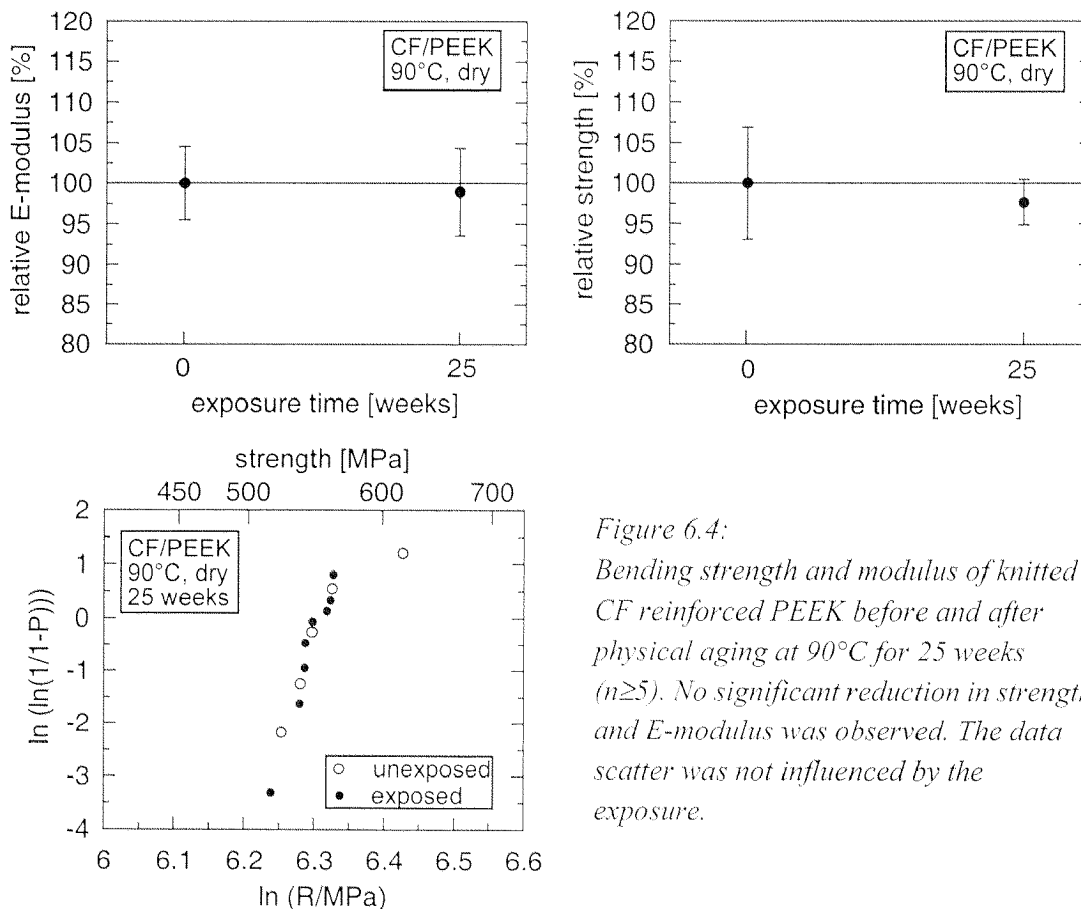 120
115
110
105
100
95
90
85
80
relative E-modulus [%]
CF/PEEK
90°C, dry
0
25
exposure time [weeks]
120
115
110
105
100
95
90
85
80
relative strength [%]
CF/PEEK
90°C, dry
0
25
exposure time [weeks]
strength [MPa]
450
500
600
700
2
1
0
-1
-2
-3
-4
ln (ln(1/1-P)))
CF/PEEK
90°C, dry
25 weeks
unexposed
exposed
6
6.1
6.2
6.3
6.4
6.5
6.6
ln (R/MPa)
Figure 6.4:
Bending strength and modulus of knitted
CF reinforced PEEK before and after
physical aging at 90°C for 25 weeks
(n≥5). No significant reduction in strength
and E-modulus was observed. The data
scatter was not influenced by the
exposure.